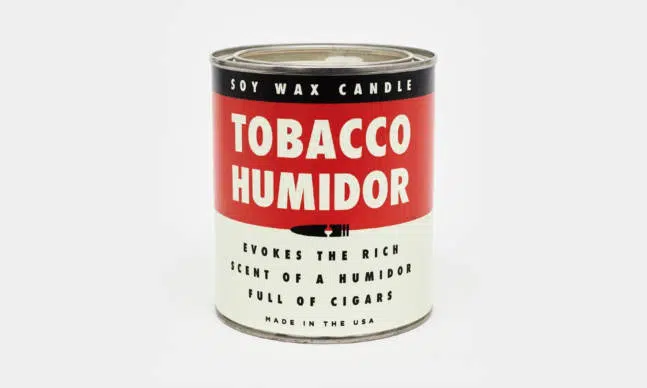 SOY WAX CANDLE
TOBACCO
HUMIDOR
EVOKES THE RICH
SCENT OF A HUMIDOR
FULL OF CIGARS
MADE IN THE USA